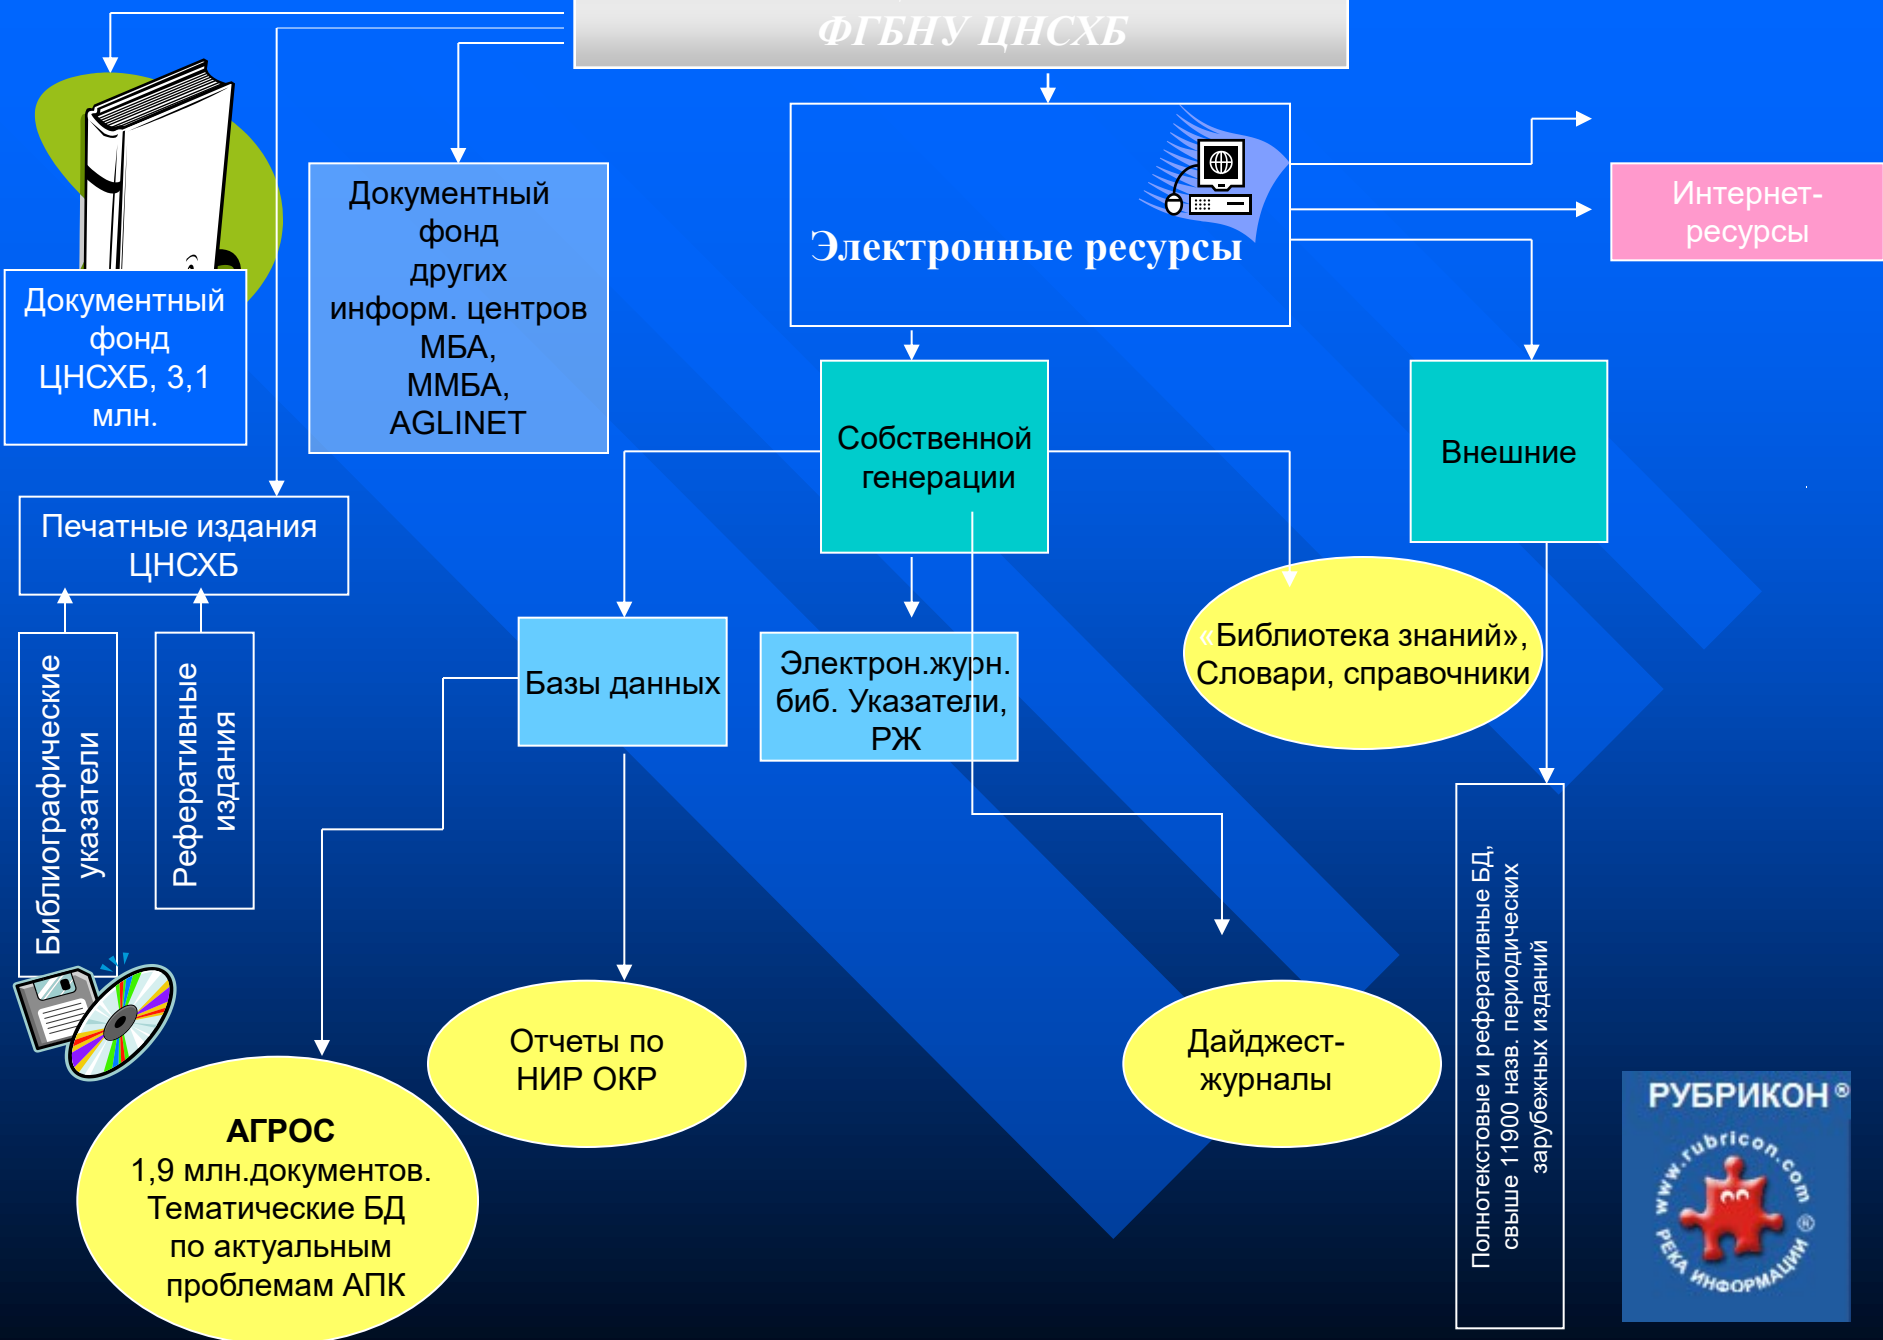 ФГБНУ ЦНСХБ
Документный
фонд
ЦНСХБ, 3,1
млн.
Документный
фонд
других
информ. центров
МБА,
ММБА,
AGLINET
Электронные ресурсы
Интернет-
ресурсы
Печатные издания
ЦНСХБ
Библиографические
указатели
Реферативные
издания
Собственной
генерации
Внешние
Базы данных
Электрон.журн.
биб. Указатели,
РЖ
«Библиотека знаний»,
Словари, справочники
Полнотекстовые и реферативные БД,
свыше 11900 назв. периодических
зарубежных изданий
АГРОС
1,9 млн.документов.
Тематические БД
по актуальным
проблемам АПК
Отчеты по
НИР ОКР
Дайджест-
журналы
РУБРИКОН ®
www.rubricon.com ®
РЕКА ИНФОРМАЦИИ